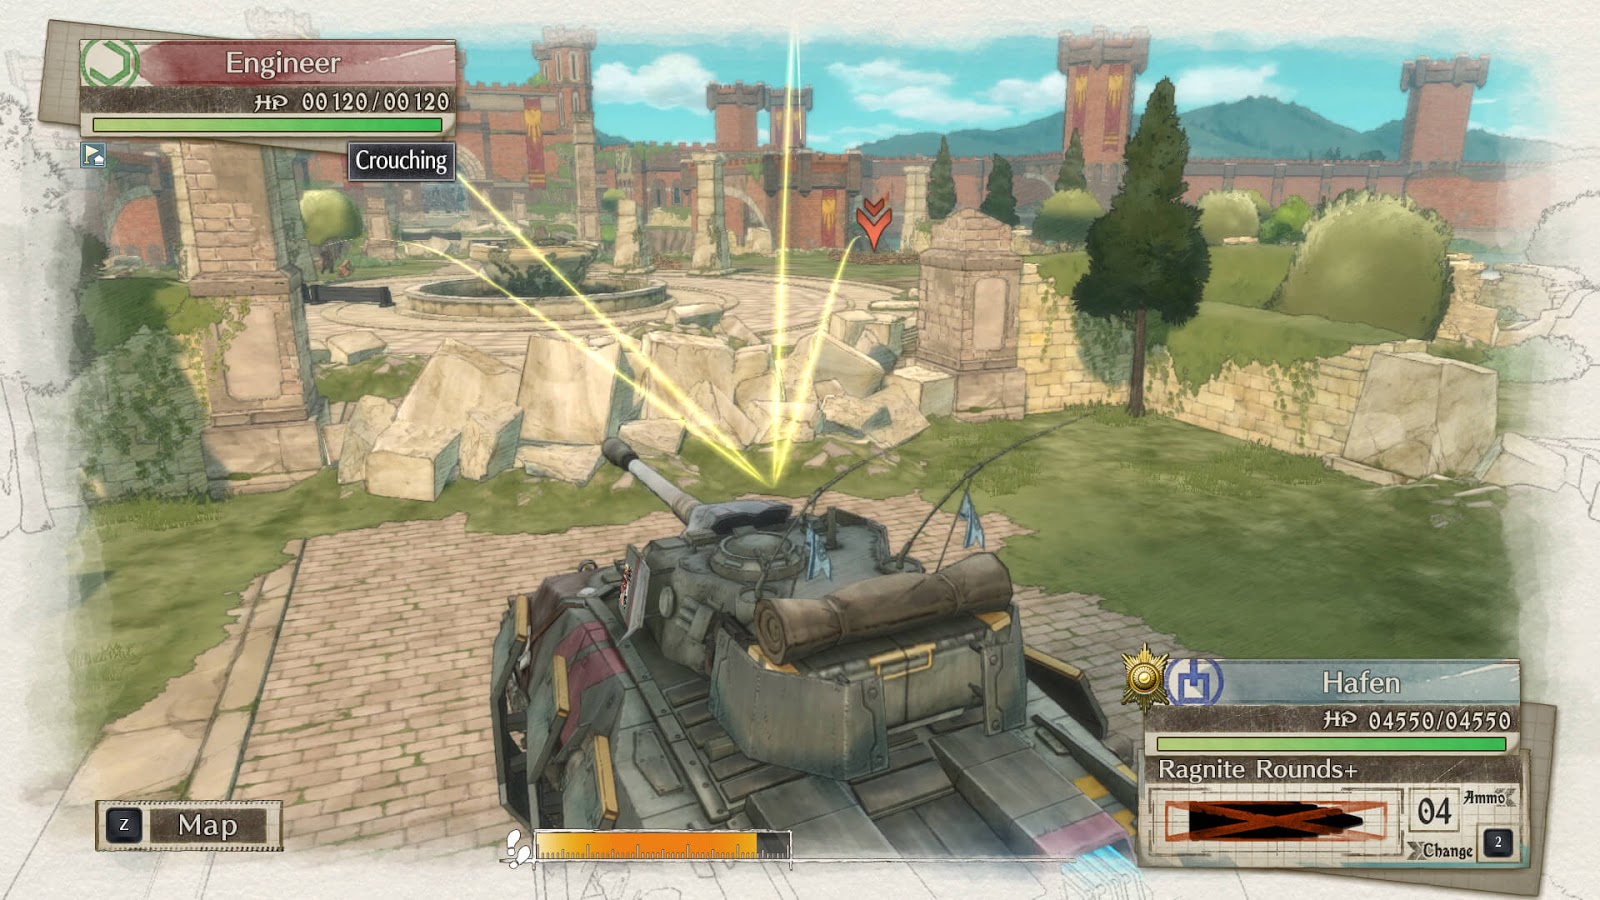 Engineer
HP 00120/00120
Crouching
Hafen
HP 04550/04550
Ragnite Rounds+
04 Ammo
Change 2
Z Map